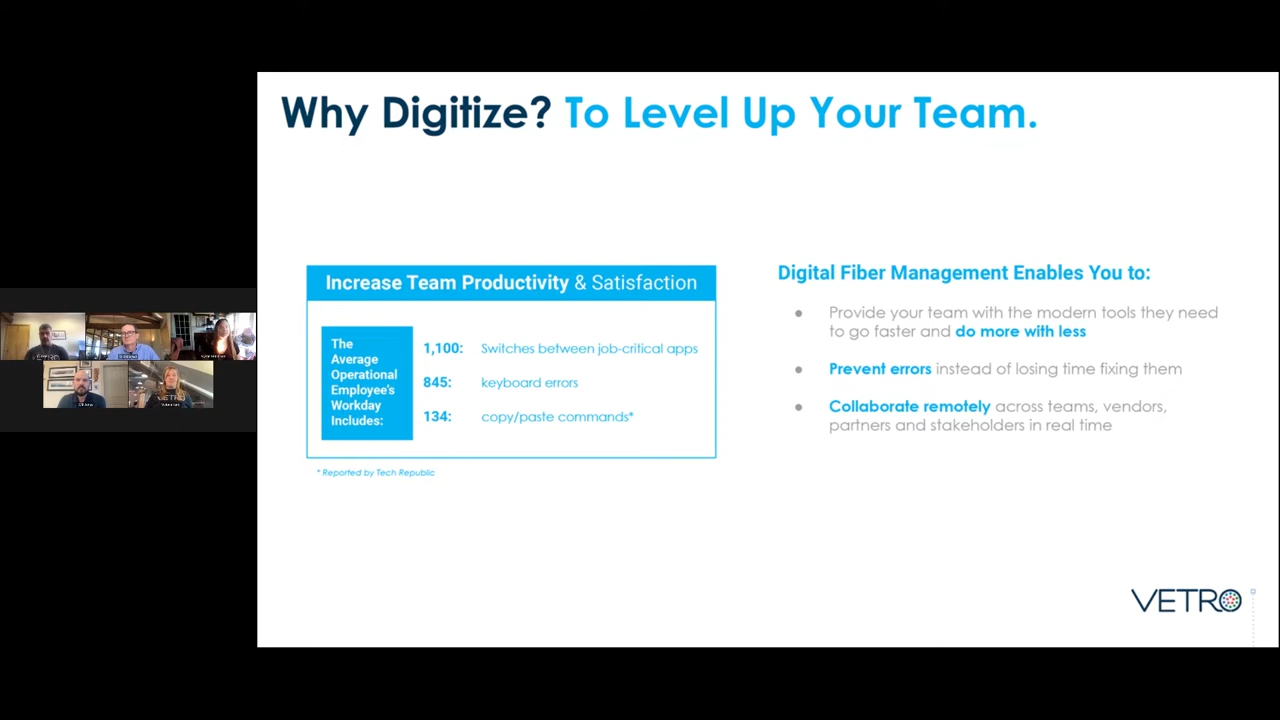 Why Digitize? To Level Up Your Team.
Increase Team Productivity & Satisfaction
The
Average
Operational
Employee's
Workday
Includes:
1,100: Switches between job-critical apps
845: keyboard errors
134: copy/paste commands*
* Reported by Tech Republic
Digital Fiber Management Enables You to:
● Provide your team with the modern tools they need
to go faster and do more with less
● Prevent errors instead of losing time fixing them
● Collaborate remotely across teams, vendors,
partners and stakeholders in real time
VETRO